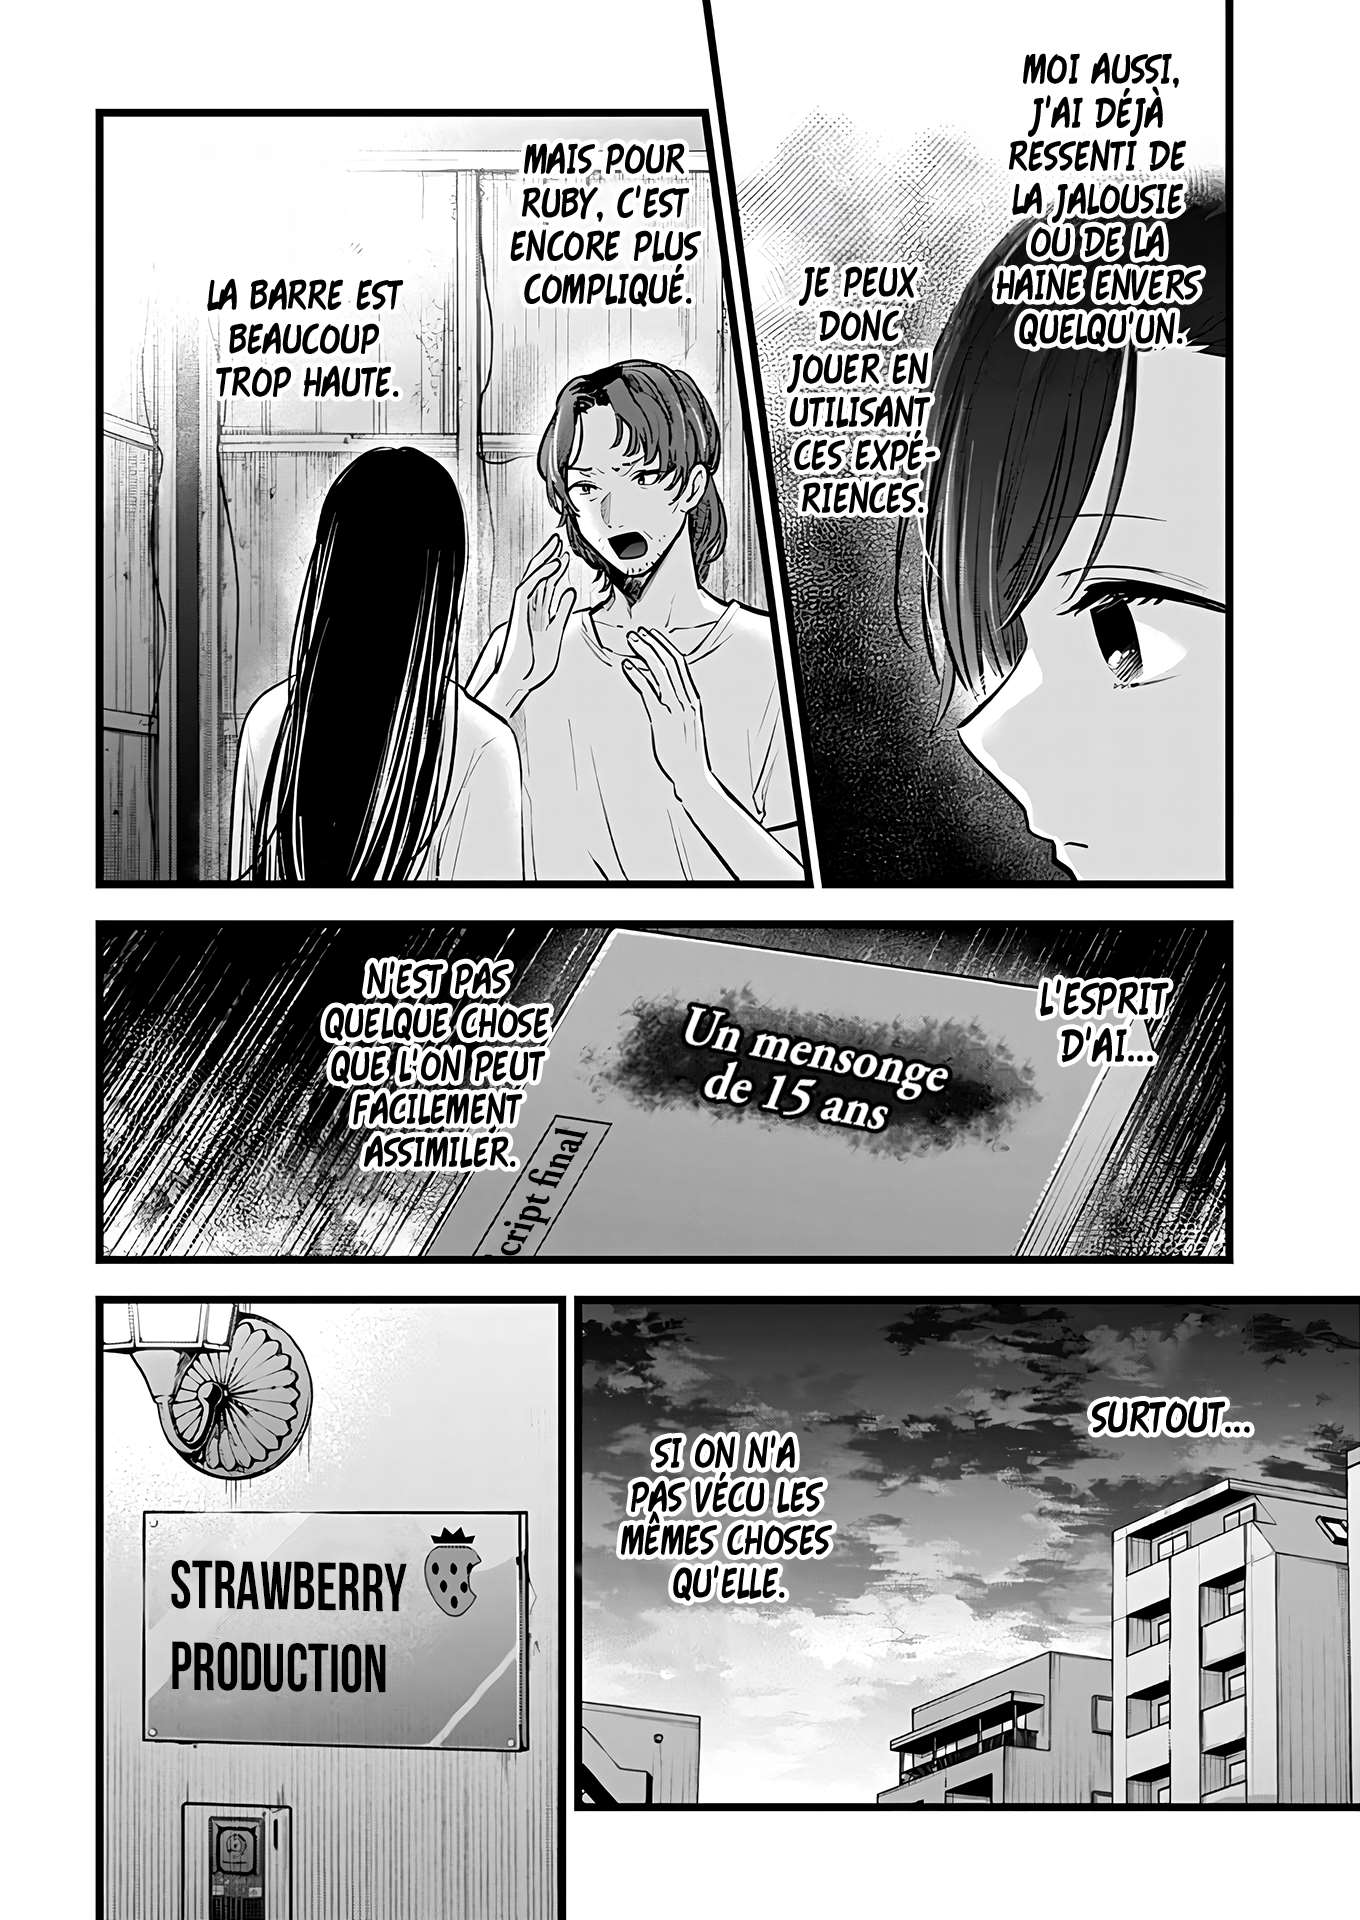 MOI AUSSI,
J'AI DÉJÀ
RESSENTI DE
LA JALOUSIE
OU DE LA
HAINE ENVERS
QUELQU'UN.
JE PEUX
DONC
JOUER EN
UTILISANT
CES EXPÉ-
RIENCES.
MAIS POUR
RUBY, C'EST
ENCORE PLUS
COMPLIQUÉ.
LA BARRE EST
BEAUCOUP
TROP HAUTE.
L'ESPRIT
D'AI...
Un mensonge
de 15 ans
cript final
N'EST PAS
QUELQUE CHOSE
QUE L'ON PEUT
FACILEMENT
ASSIMILER.
SURTOUT...
SI ON N'A
PAS VÉCU LES
MÊMES CHOSES
QU'ELLE.
STRAWBERRY
PRODUCTION